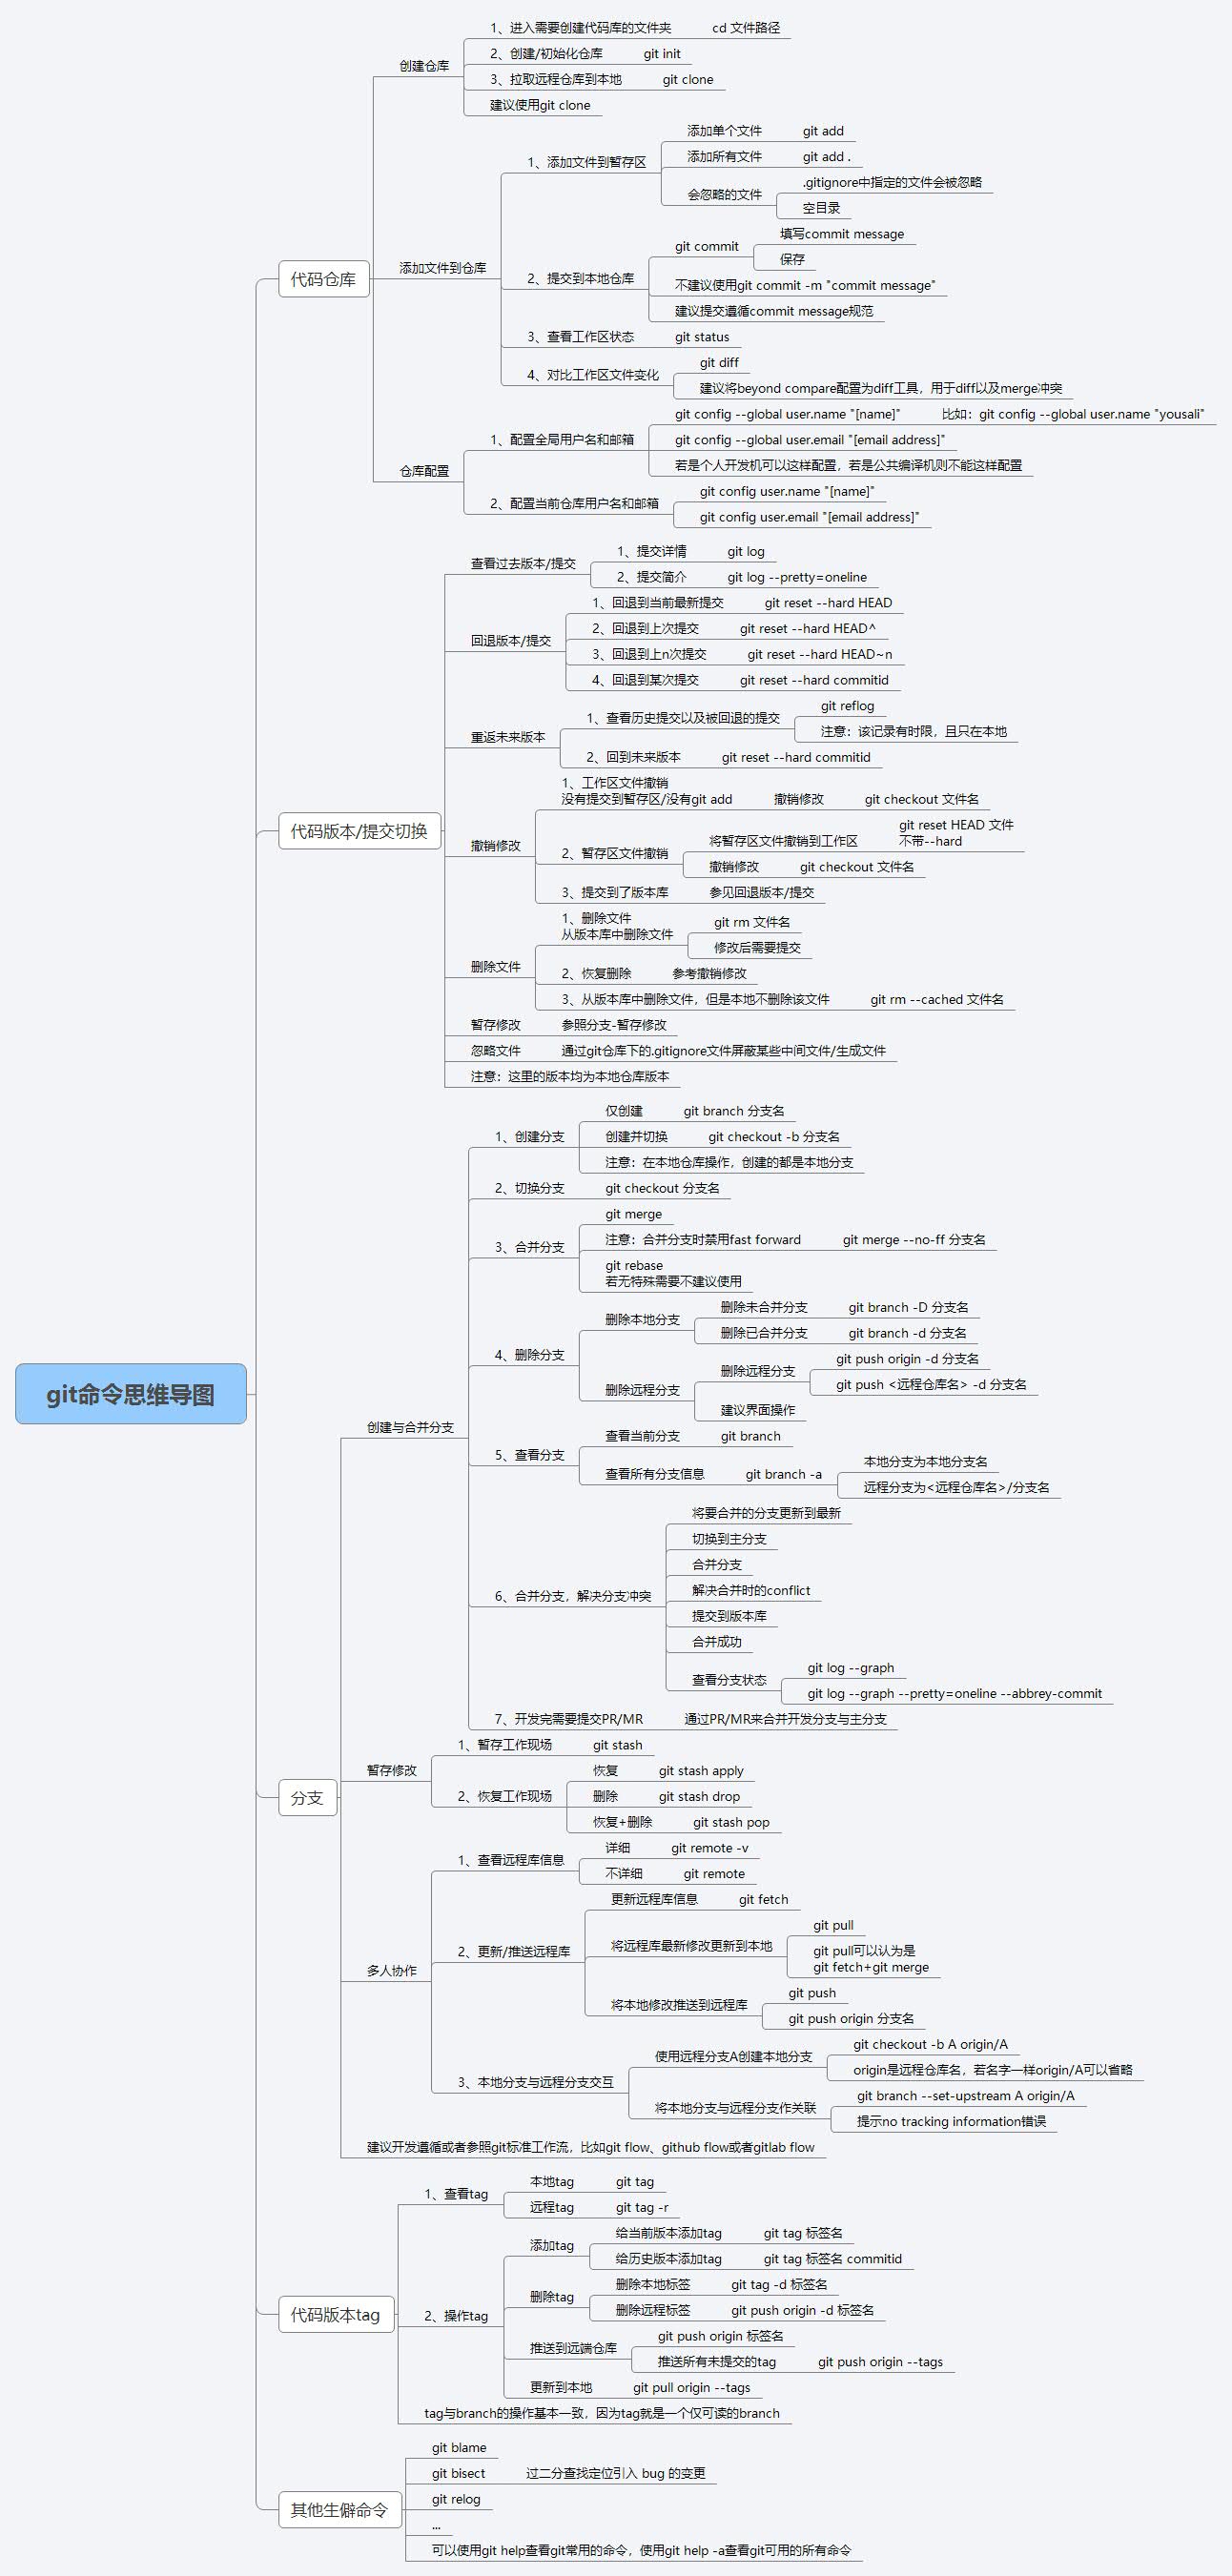 git命令思维导图
代码仓库
创建仓库
1、进入需要创建代码库的文件夹 cd 文件路径
2、创建/初始化仓库 git init
3、拉取远程仓库到本地 git clone
建议使用git clone
添加文件到仓库
1、添加文件到暂存区
添加单个文件 git add
添加所有文件 git add .
会忽略的文件
.gitignore中指定的文件会被忽略
空目录
2、提交到本地仓库
git commit
填写commit message
保存
不建议使用git commit -m "commit message"
建议提交遵循commit message规范
3、查看工作区状态 git status
4、对比工作区文件变化
git diff
建议将beyond compare配置为diff工具，用于diff以及merge冲突
仓库配置
1、配置全局用户名和邮箱
git config --global user.name "[name]" 比如：git config --global user.name "yousali"
git config --global user.email "[email address]"
若是个人开发机可以这样配置，若是公共编译机则不能这样配置
2、配置当前仓库用户名和邮箱
git config user.name "[name]"
git config user.email "[email address]"
代码版本/提交切换
查看过去版本/提交
1、提交详情 git log
2、提交简介 git log --pretty=oneline
回退版本/提交
1、回退到当前最新提交 git reset --hard HEAD
2、回退到上次提交 git reset --hard HEAD^
3、回退到上n次提交 git reset --hard HEAD~n
4、回退到某次提交 git reset --hard commitid
重返未来版本
1、查看历史提交以及被回退的提交
git reflog
注意：该记录有时限，且只在本地
2、回到未来版本 git reset --hard commitid
撤销修改
1、工作区文件撤销
没有提交到暂存区/没有git add 撤销修改 git checkout 文件名
2、暂存区文件撤销
将暂存区文件撤销到工作区
git reset HEAD 文件
不带--hard
撤销修改 git checkout 文件名
3、提交到了版本库 参见回退版本/提交
删除文件
1、删除文件
从版本库中删除文件
git rm 文件名
修改后需要提交
2、恢复删除 参考撤销修改
3、从版本库中删除文件，但是本地不删除该文件 git rm --cached 文件名
暂存修改 参照分支-暂存修改
忽略文件 通过git仓库下的.gitignore文件屏蔽某些中间文件/生成文件
注意：这里的版本均为本地仓库版本
分支
创建与合并分支
1、创建分支
仅创建 git branch 分支名
创建并切换 git checkout -b 分支名
注意：在本地仓库操作，创建的都是本地分支
2、切换分支 git checkout 分支名
3、合并分支
git merge
注意：合并分支时禁用fast forward git merge --no-ff 分支名
git rebase
若无特殊需要不建议使用
4、删除分支
删除本地分支
删除未合并分支 git branch -D 分支名
删除已合并分支 git branch -d 分支名
删除远程分支
删除远程分支
git push origin -d 分支名
git push <远程仓库名> -d 分支名
建议界面操作
5、查看分支
查看当前分支 git branch
查看所有分支信息 git branch -a
本地分支为本地分支名
远程分支为<远程仓库名>/分支名
6、合并分支，解决分支冲突
将要合并的分支更新到最新
切换到主分支
合并分支
解决合并时的conflict
提交到版本库
合并成功
查看分支状态
git log --graph
git log --graph --pretty=oneline --abbrey-commit
7、开发完需要提交PR/MR 通过PR/MR来合并开发分支与主分支
暂存修改
1、暂存工作现场 git stash
2、恢复工作现场
恢复 git stash apply
删除 git stash drop
恢复+删除 git stash pop
多人协作
1、查看远程库信息
详细 git remote -v
不详细 git remote
2、更新/推送远程库
更新远程库信息 git fetch
将远程库最新修改更新到本地
git pull
git pull可以认为是
git fetch+git merge
将本地修改推送到远程库
git push
git push origin 分支名
3、本地分支与远程分支交互
使用远程分支A创建本地分支
git checkout -b A origin/A
origin是远程仓库名，若名字一样origin/A可以省略
将本地分支与远程分支作关联
git branch --set-upstream A origin/A
提示no tracking information错误
建议开发遵循或者参照git标准工作流，比如git flow、github flow或者gitlab flow
代码版本tag
1、查看tag
本地tag git tag
远程tag git tag -r
2、操作tag
添加tag
给当前版本添加tag git tag 标签名
给历史版本添加tag git tag 标签名 commitid
删除tag
删除本地标签 git tag -d 标签名
删除远程标签 git push origin -d 标签名
推送到远端仓库
git push origin 标签名
推送所有未提交的tag git push origin --tags
更新到本地 git pull origin --tags
tag与branch的操作基本一致，因为tag就是一个仅可读的branch
其他生僻命令
git blame
git bisect 过二分查找定位引入 bug 的变更
git relog
...
可以使用git help查看git常用的命令，使用git help -a查看git可用的所有命令